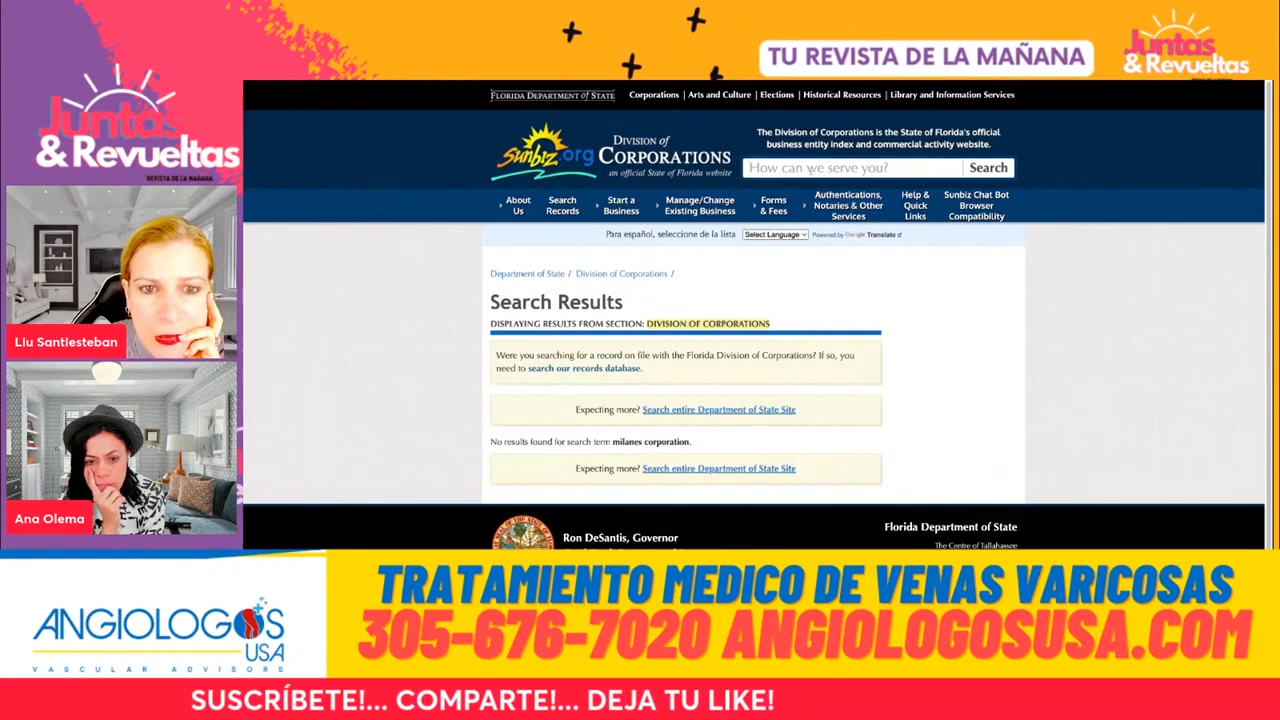 TU REVISTA DE LA MAÑANA
Juntas
& Revueltas
Juntas
& Revueltas
REVISTA DE LA MAÑANA
Liu Santiesteban
Ana Olema
FLORIDA DEPARTMENT OF STATE
Corporations | Arts and Culture | Elections | Historical Resources | Library and Information Services
Sunbiz.org
DIVISION of
CORPORATIONS
an official State of Florida website
The Division of Corporations is the State of Florida's official
business entity index and commercial activity website.
How can we serve you?
Search
About
Us
Search
Records
Start a
Business
Manage/Change
Existing Business
Forms
& Fees
Authentications,
Notaries & Other
Services
Help &
Quick
Links
Sunbiz Chat Bot
Browser
Compatibility
Para español, seleccione de la lista
Select Language
Powered by Google Translate
Department of State / Division of Corporations /
Search Results
DISPLAYING RESULTS FROM SECTION: DIVISION OF CORPORATIONS
Were you searching for a record on file with the Florida Division of Corporations? If so, you
need to search our records database.
Expecting more? Search entire Department of State Site
No results found for search term milanes corporation.
Expecting more? Search entire Department of State Site
Ron DeSantis, Governor
Florida Department of State
The Centre of Tallahassee
ANGIOLOGOS
USA
VASCULAR ADVISORS
TRATAMIENTO MEDICO DE VENAS VARICOSAS
305-676-7020 ANGIOLOGOSUSA.COM
SUSCRÍBETE!... COMPARTE!... DEJA TU LIKE!